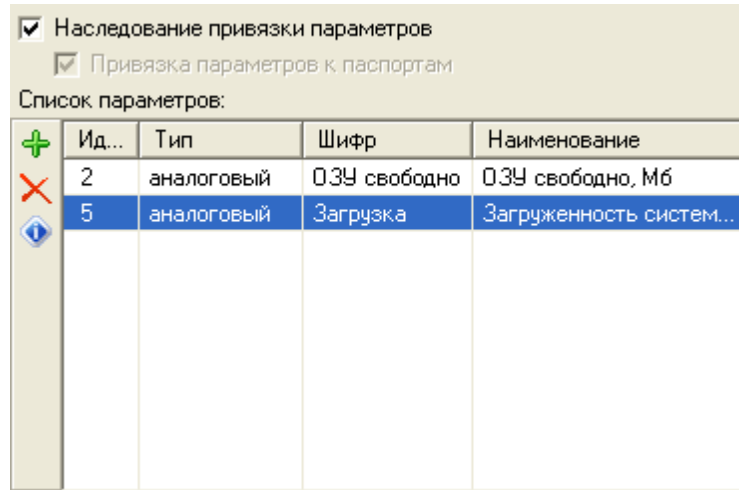 Наследование привязки параметров
Привязка параметров к паспортам
Список параметров:
Ид... Тип Шифр Наименование
2 аналоговый ОЗУ свободно ОЗУ свободно, Мб
5 аналоговый Загрузка Загруженность систем...